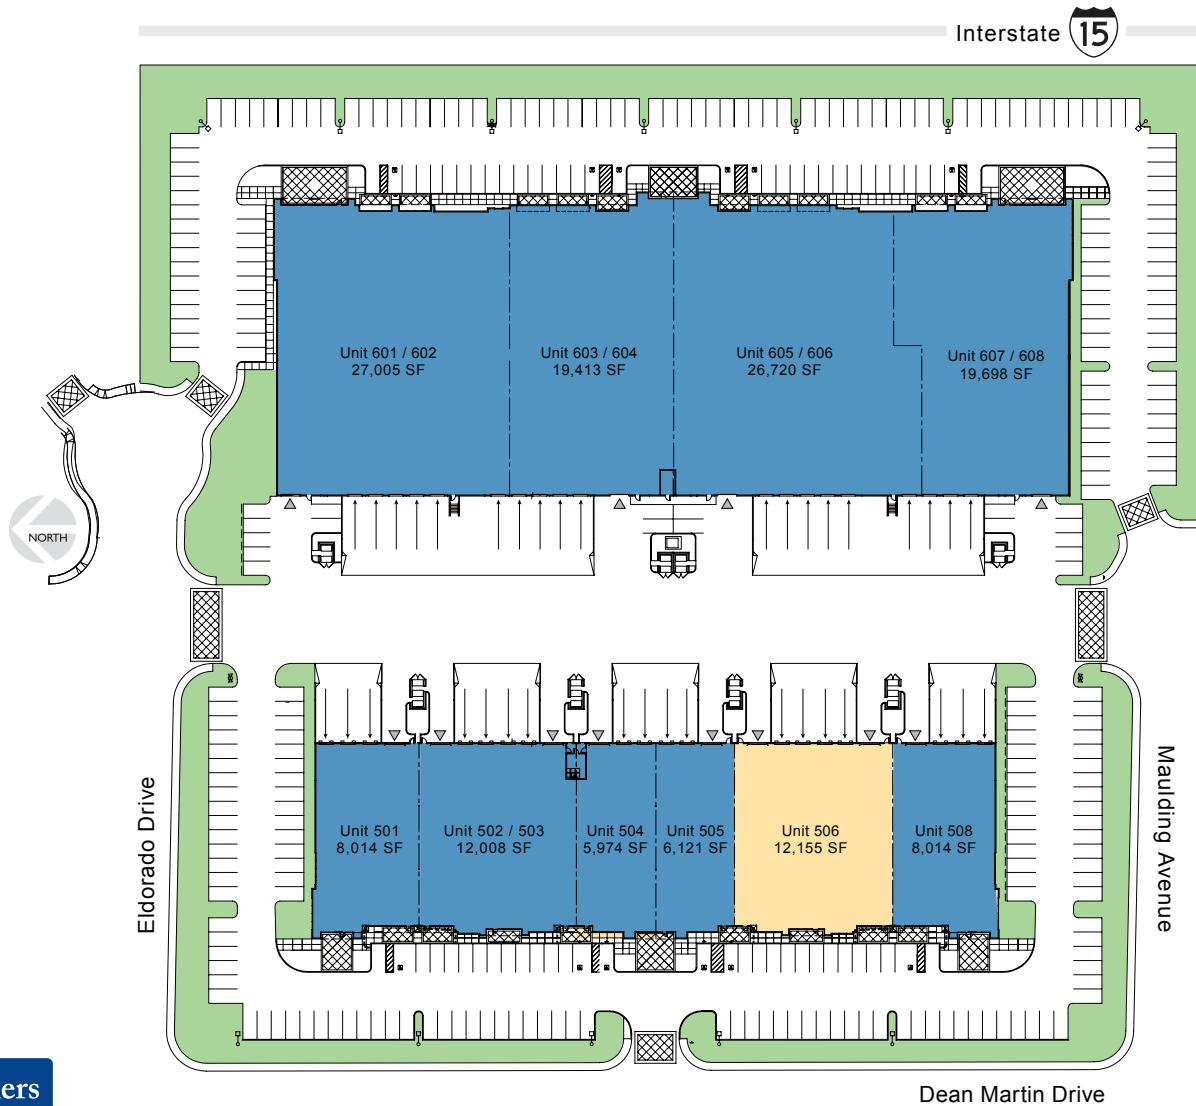 Interstate 15
Unit 601 / 602
27,005 SF
Unit 603 / 604
19,413 SF
Unit 605 / 606
26,720 SF
Unit 607 / 608
19,698 SF
NORTH
Unit 501
8,014 SF
Unit 502 / 503
12,008 SF
Unit 504
5,974 SF
Unit 505
6,121 SF
Unit 506
12,155 SF
Unit 508
8,014 SF
Eldorado Drive
Maulding Avenue
Dean Martin Drive
ers